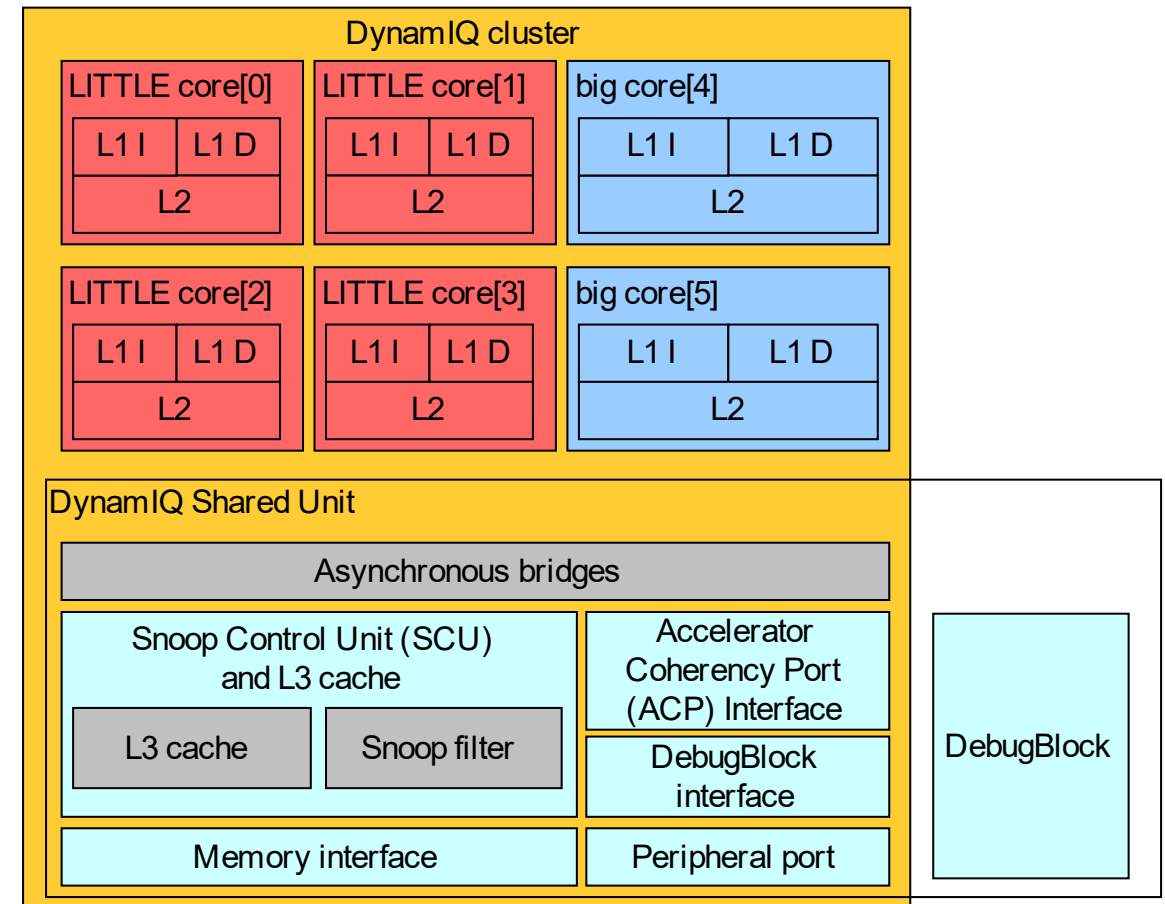 DynamIQ cluster
LITTLE core[0]
L1 I
L1 D
L2
LITTLE core[1]
L1 I
L1 D
L2
big core[4]
L1 I
L1 D
L2
LITTLE core[2]
L1 I
L1 D
L2
LITTLE core[3]
L1 I
L1 D
L2
big core[5]
L1 I
L1 D
L2
DynamIQ Shared Unit
Asynchronous bridges
Snoop Control Unit (SCU)
and L3 cache
L3 cache
Snoop filter
Accelerator
Coherency Port
(ACP) Interface
DebugBlock
interface
Memory interface
Peripheral port
DebugBlock